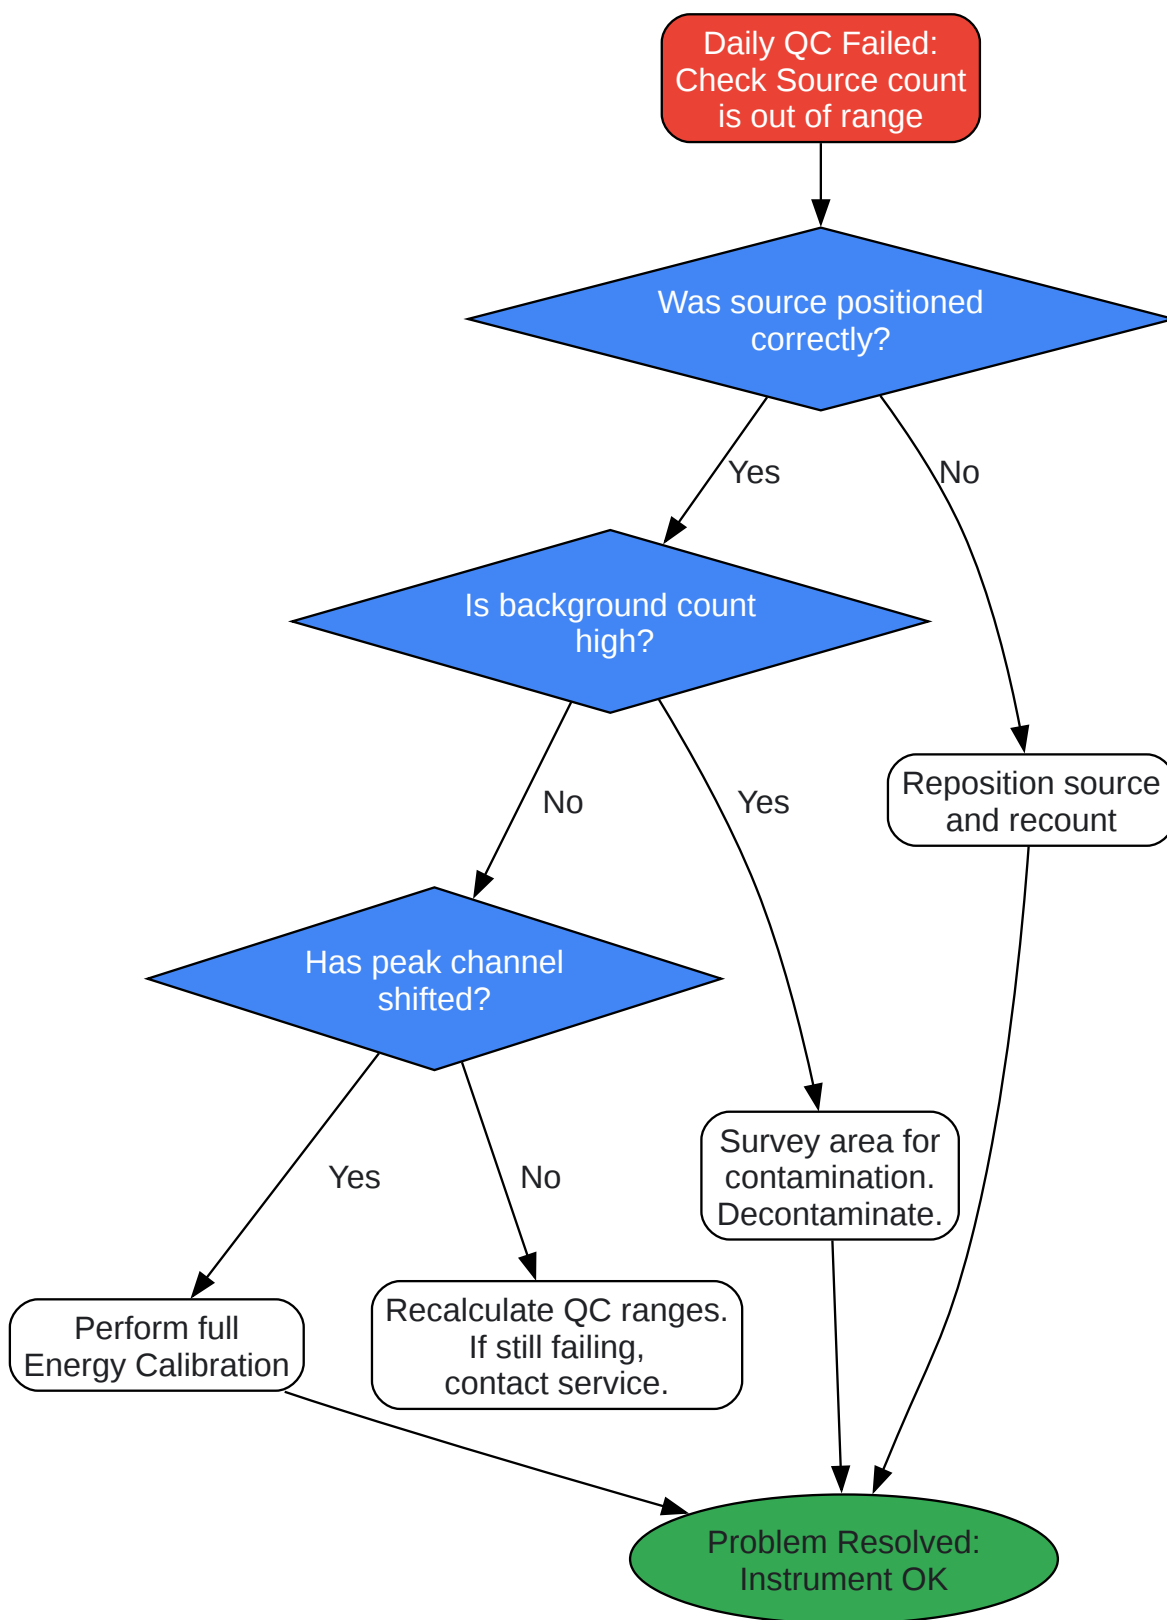 Daily QC Failed:
Check Source count
is out of range
Was source positioned
correctly?
Yes
No
Is background count
high?
No
Yes
Reposition source
and recount
Has peak channel
shifted?
Yes
No
Survey area for
contamination.
Decontaminate.
Perform full
Energy Calibration
Recalculate QC ranges.
If still failing,
contact service.
Problem Resolved:
Instrument OK